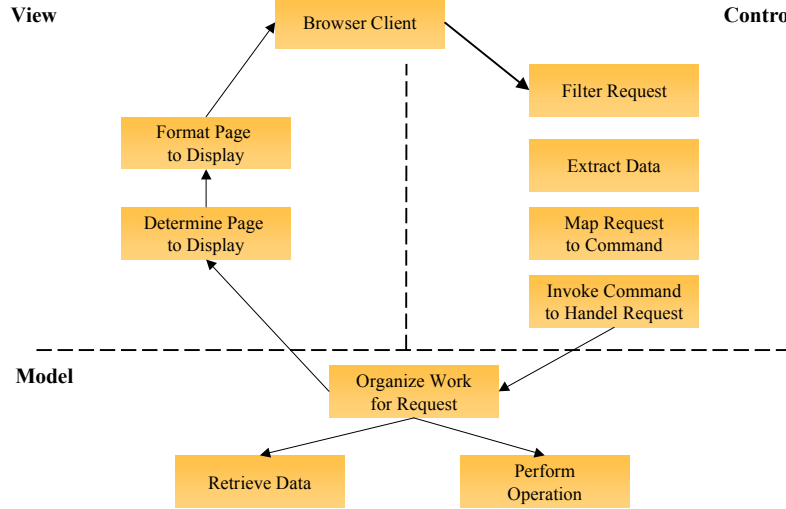 View
Browser Client
Contro
Filter Request
Format Page
to Display
Extract Data
Determine Page
to Display
Map Request
to Command
Invoke Command
to Handel Request
Model
Organize Work
for Request
Retrieve Data
Perform
Operation